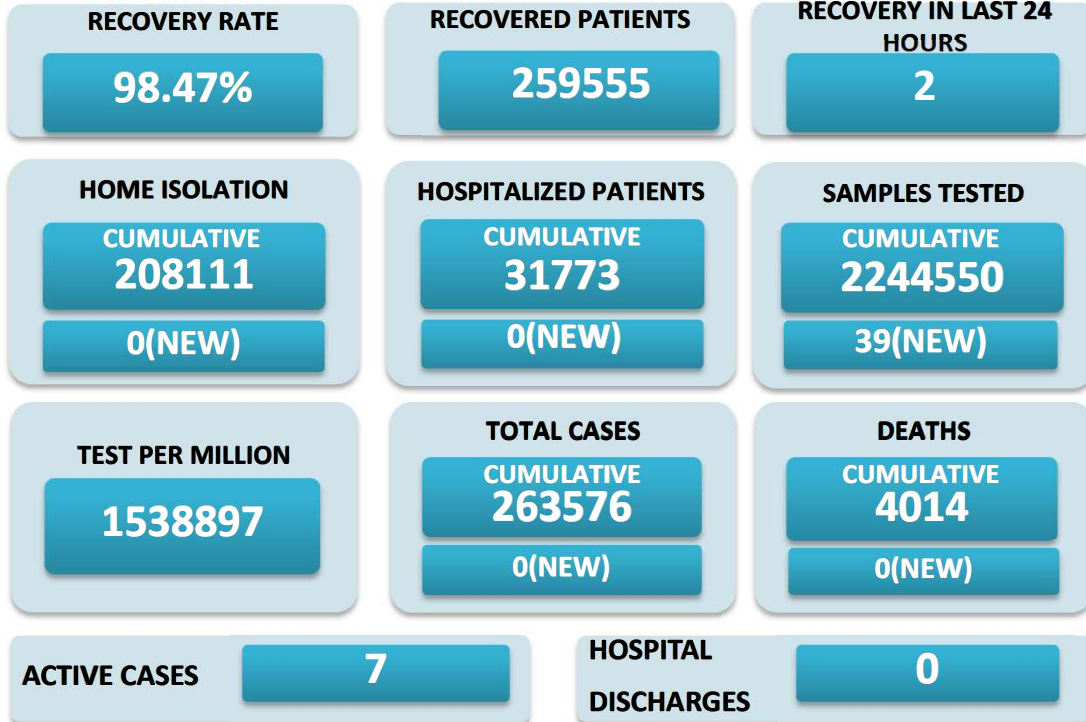 RECOVERY RATE
98.47%
RECOVERED PATIENTS
259555
RECOVERY IN LAST 24
HOURS
2
HOME ISOLATION
CUMULATIVE
208111
0(NEW)
HOSPITALIZED PATIENTS
CUMULATIVE
31773
0(NEW)
SAMPLES TESTED
CUMULATIVE
2244550
39(NEW)
TEST PER MILLION
1538897
TOTAL CASES
CUMULATIVE
263576
0(NEW)
DEATHS
CUMULATIVE
4014
0(NEW)
ACTIVE CASES
7
HOSPITAL
DISCHARGES
0